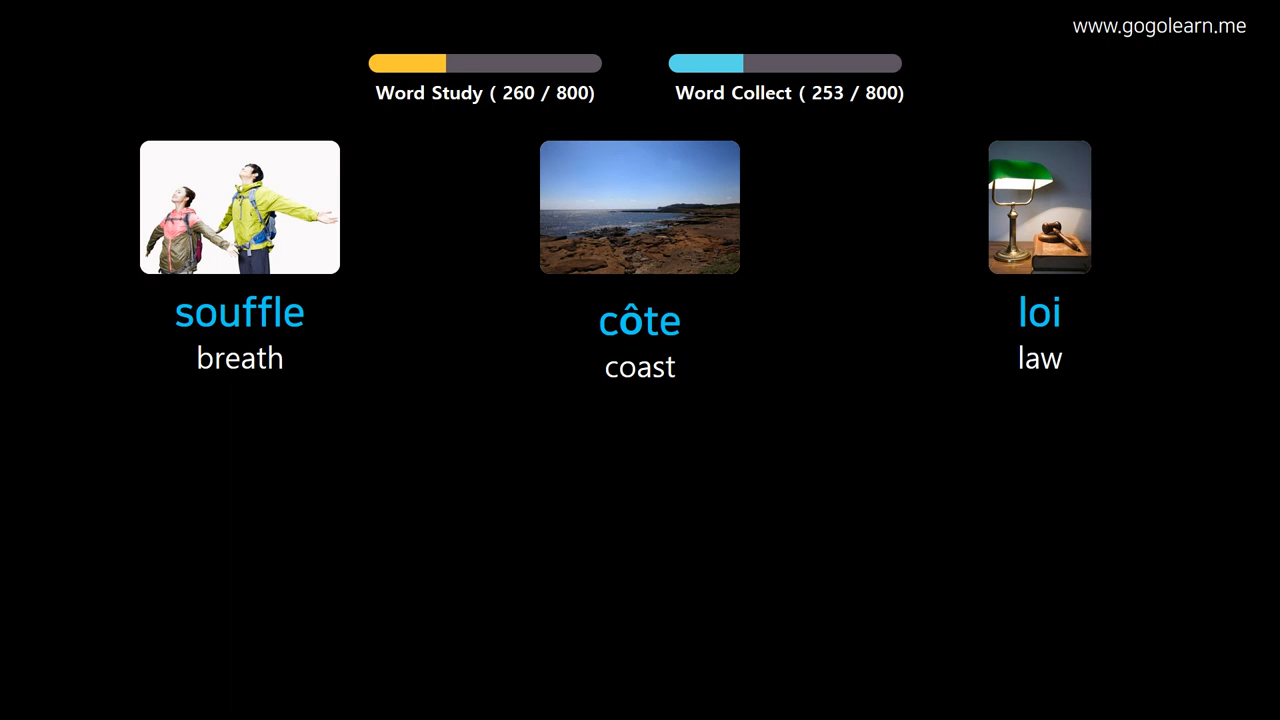 www.gogolearn.me
Word Study ( 260 / 800)
Word Collect ( 253 / 800)
souffle
breath
côte
coast
loi
law